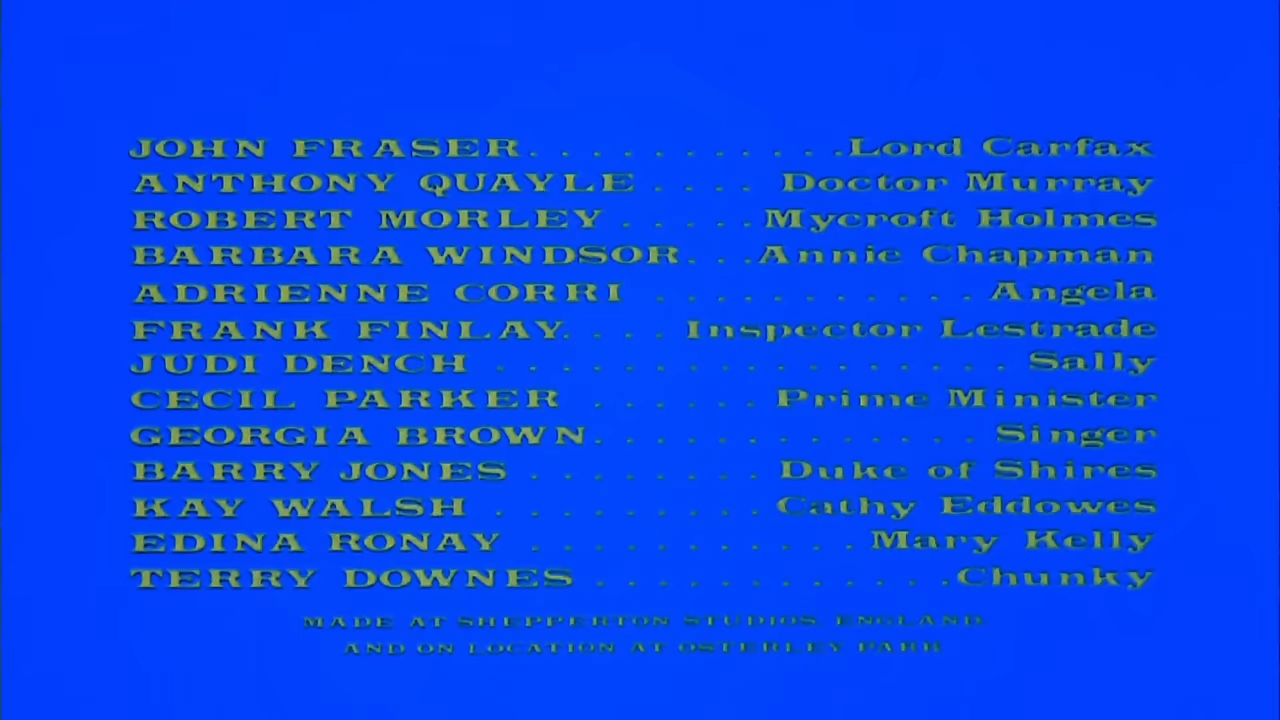 JOHN FRASER. . . . . . . . . . .Lord Carfax
ANTHONY QUAYLE . . . . Doctor Murray
ROBERT MORLEY . . . . .Mycroft Holmes
BARBARA WINDSOR. . .Annie Chapman
ADRIENNE CORRI . . . . . . . . . . . Angela
FRANK FINLAY. . . . Inspector Lestrade
JUDI DENCH . . . . . . . . . . . . . . . . Sally
CECIL PARKER . . . . . . Prime Minister
GEORGIA BROWN. . . . . . . . . . . . . Singer
BARRY JONES . . . . . . . . Duke of Shires
KAY WALSH . . . . . . . . .Cathy Eddowes
EDINA RONAY . . . . . . . . . . . Mary Kelly
TERRY DOWNES . . . . . . . . . . . .Chunky
MADE AT SHEPPERTON STUDIOS ENGLAND
AND ON LOCATION AT OSTERLEY PARK